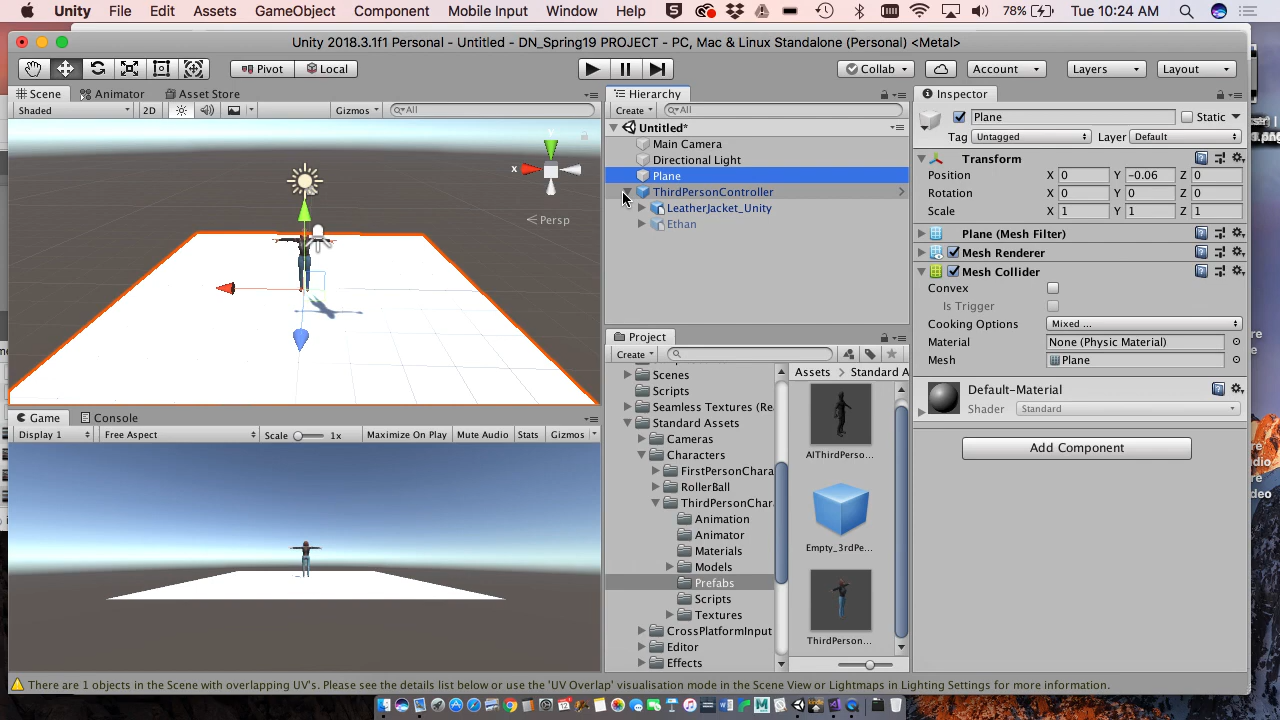 Unity File Edit Assets GameObject Component Mobile Input Window Help 78% Tue 10:24 AM
Unity 2018.3.1f1 Personal - Untitled - DN_Spring19 PROJECT - PC, Mac & Linux Standalone (Personal) <Metal>
Pivot Local Collab Account Layers Layout
Scene Animator Asset Store
Shaded 2D Gizmos All
x y
Persp
Game Console
Display 1 Free Aspect Scale 1x Maximize On Play Mute Audio Stats Gizmos
Hierarchy
Create All
Untitled*
Main Camera
Directional Light
Plane
ThirdPersonController
LeatherJacket_Unity
Ethan
Project
Create
Scenes
Scripts
Seamless Textures (Re
Standard Assets
Cameras
Characters
FirstPersonChara
RollerBall
ThirdPersonChar
Animation
Animator
Materials
Models
Prefabs
Scripts
Textures
CrossPlatformInput
Editor
Effects
Assets Standard A
AIThirdPerso...
Empty_3rdPe...
ThirdPerson...
Inspector
Plane Static
Tag Untagged Layer Default
Transform
Position X 0 Y -0.06 Z 0
Rotation X 0 Y 0 Z 0
Scale X 1 Y 1 Z 1
Plane (Mesh Filter)
Mesh Renderer
Mesh Collider
Convex
Is Trigger
Cooking Options Mixed ...
Material None (Physic Material)
Mesh Plane
Default-Material
Shader Standard
Add Component
There are 1 objects in the Scene with overlapping UV's. Please see the details list below or use the 'UV Overlap' visualisation mode in the Scene View or Lightmaps in Lighting Settings for more information.